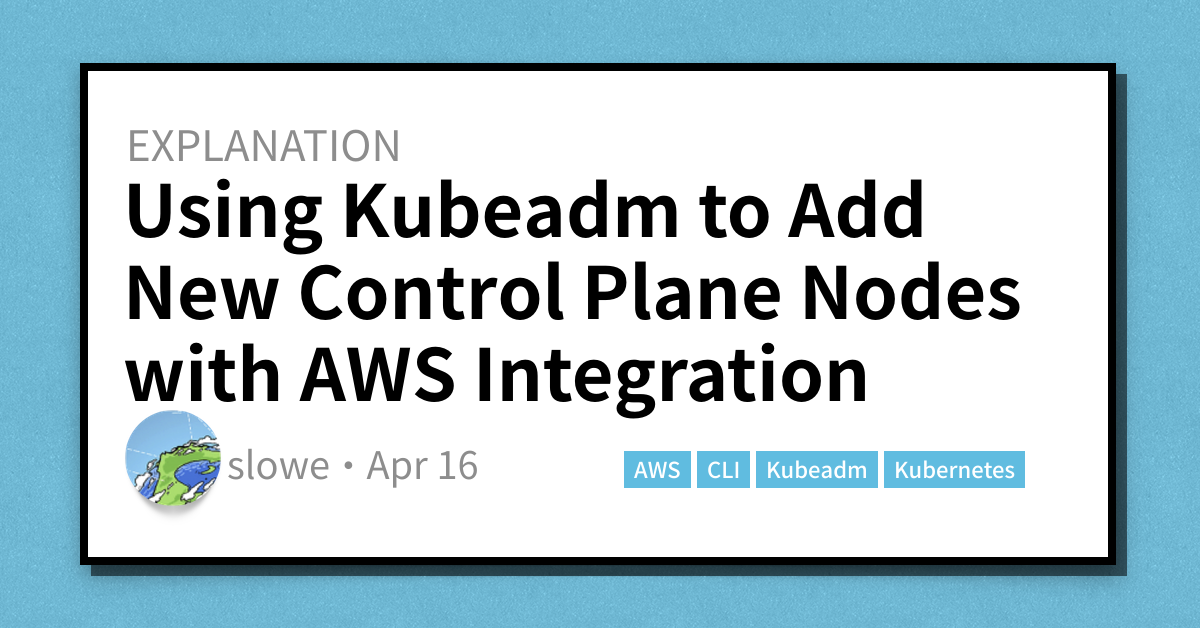 EXPLANATION
Using Kubeadm to Add
New Control Plane Nodes
with AWS Integration
slowe • Apr 16
AWS CLI Kubeadm Kubernetes